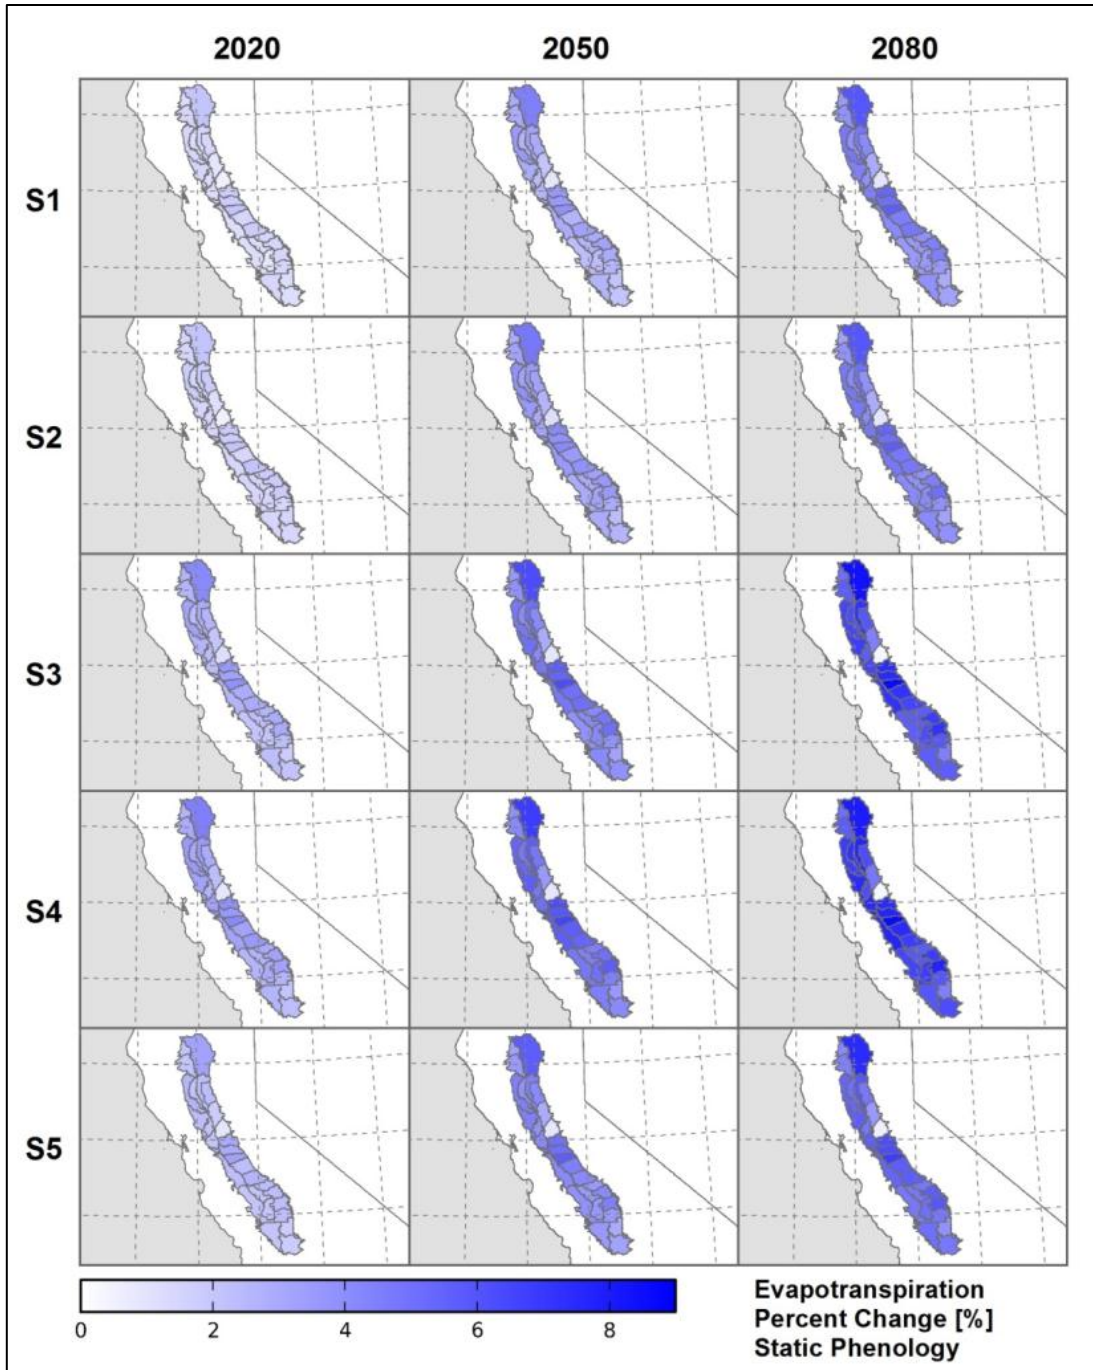 2020 2050 2080
S1
S2
S3
S4
S5
0 2 4 6 8
Evapotranspiration
Percent Change [%]
Static Phenology